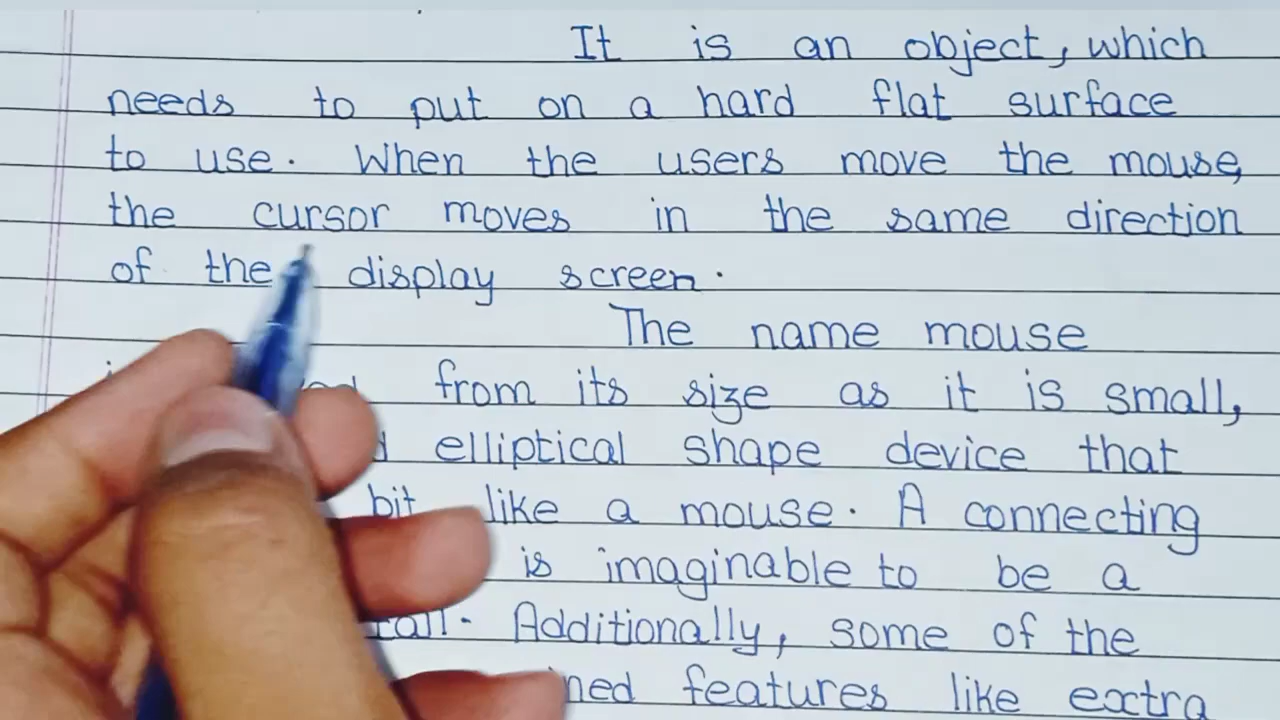 It is an object, which
needs to put on a hard flat surface
to use. When the users move the mouse,
the cursor moves in the same direction
of the display screen.
The name mouse
from its size as it is small,
elliptical shape device that
bit like a mouse. A connecting
is imaginable to be a
Additionally, some of the
features like extra